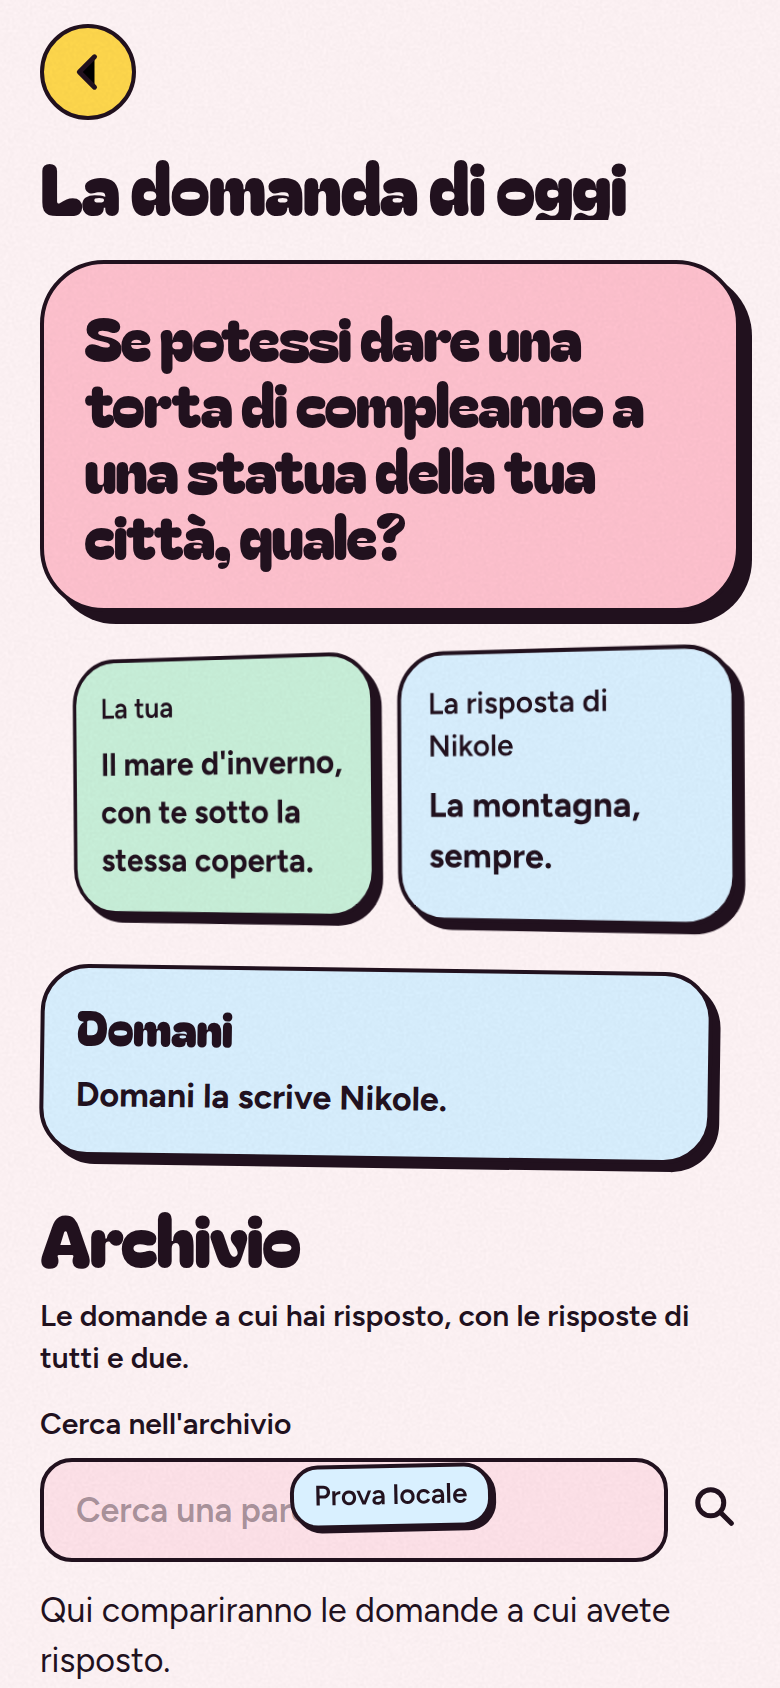 La domanda di oggi
Se potessi dare una
torta di compleanno a
una statua della tua
città, quale?
La tua
Il mare d'inverno,
con te sotto la
stessa coperta.
La risposta di
Nikole
La montagna,
sempre.
Domani
Domani la scrive Nikole.
Archivio
Le domande a cui hai risposto, con le risposte di
tutti e due.
Cerca nell'archivio
Cerca una
Prova locale
Qui compariranno le domande a cui avete
risposto.